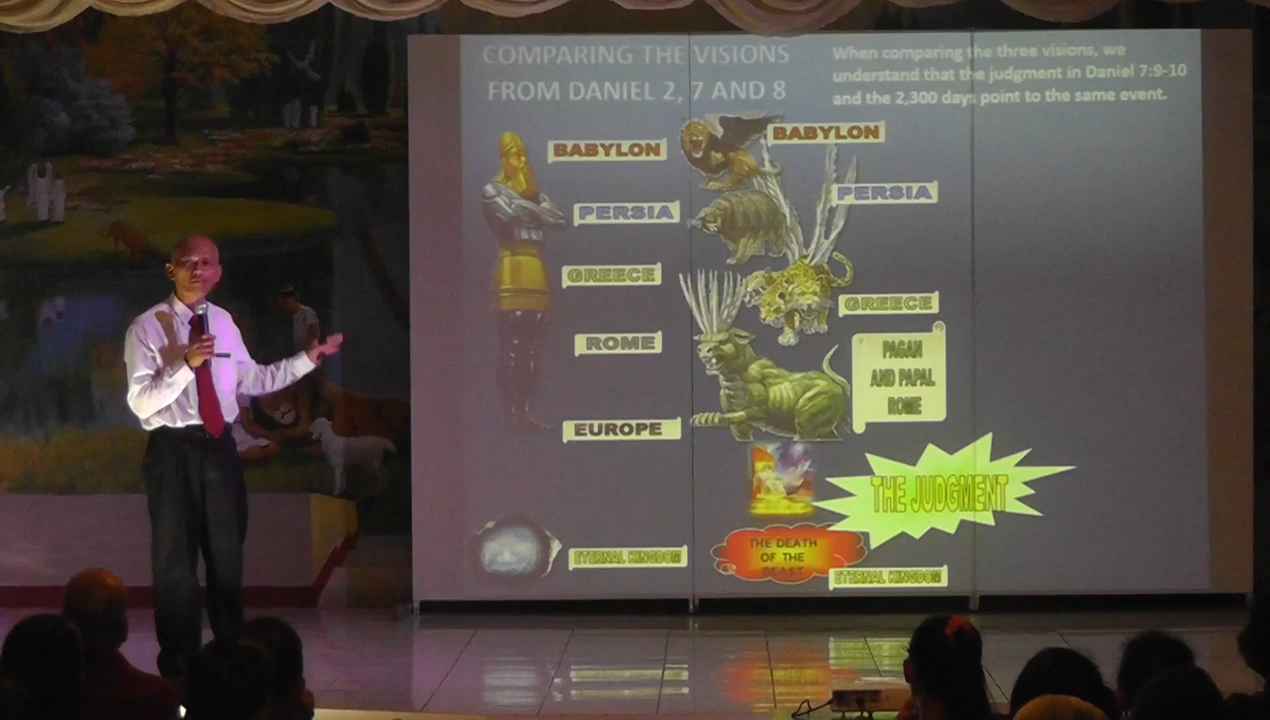 COMPARING THE VISIONS
FROM DANIEL 2, 7 AND 8
When comparing the three visions, we
understand that the judgment in Daniel 7:9-10
and the 2,300 days point to the same event.
BABYLON
PERSIA
GREECE
ROME
EUROPE
ETERNAL KINGDOM
BABYLON
PERSIA
GREECE
PAGAN
AND PAPAL
ROME
THE JUDGMENT
THE DEATH
OF THE
ETERNAL KINGDOM